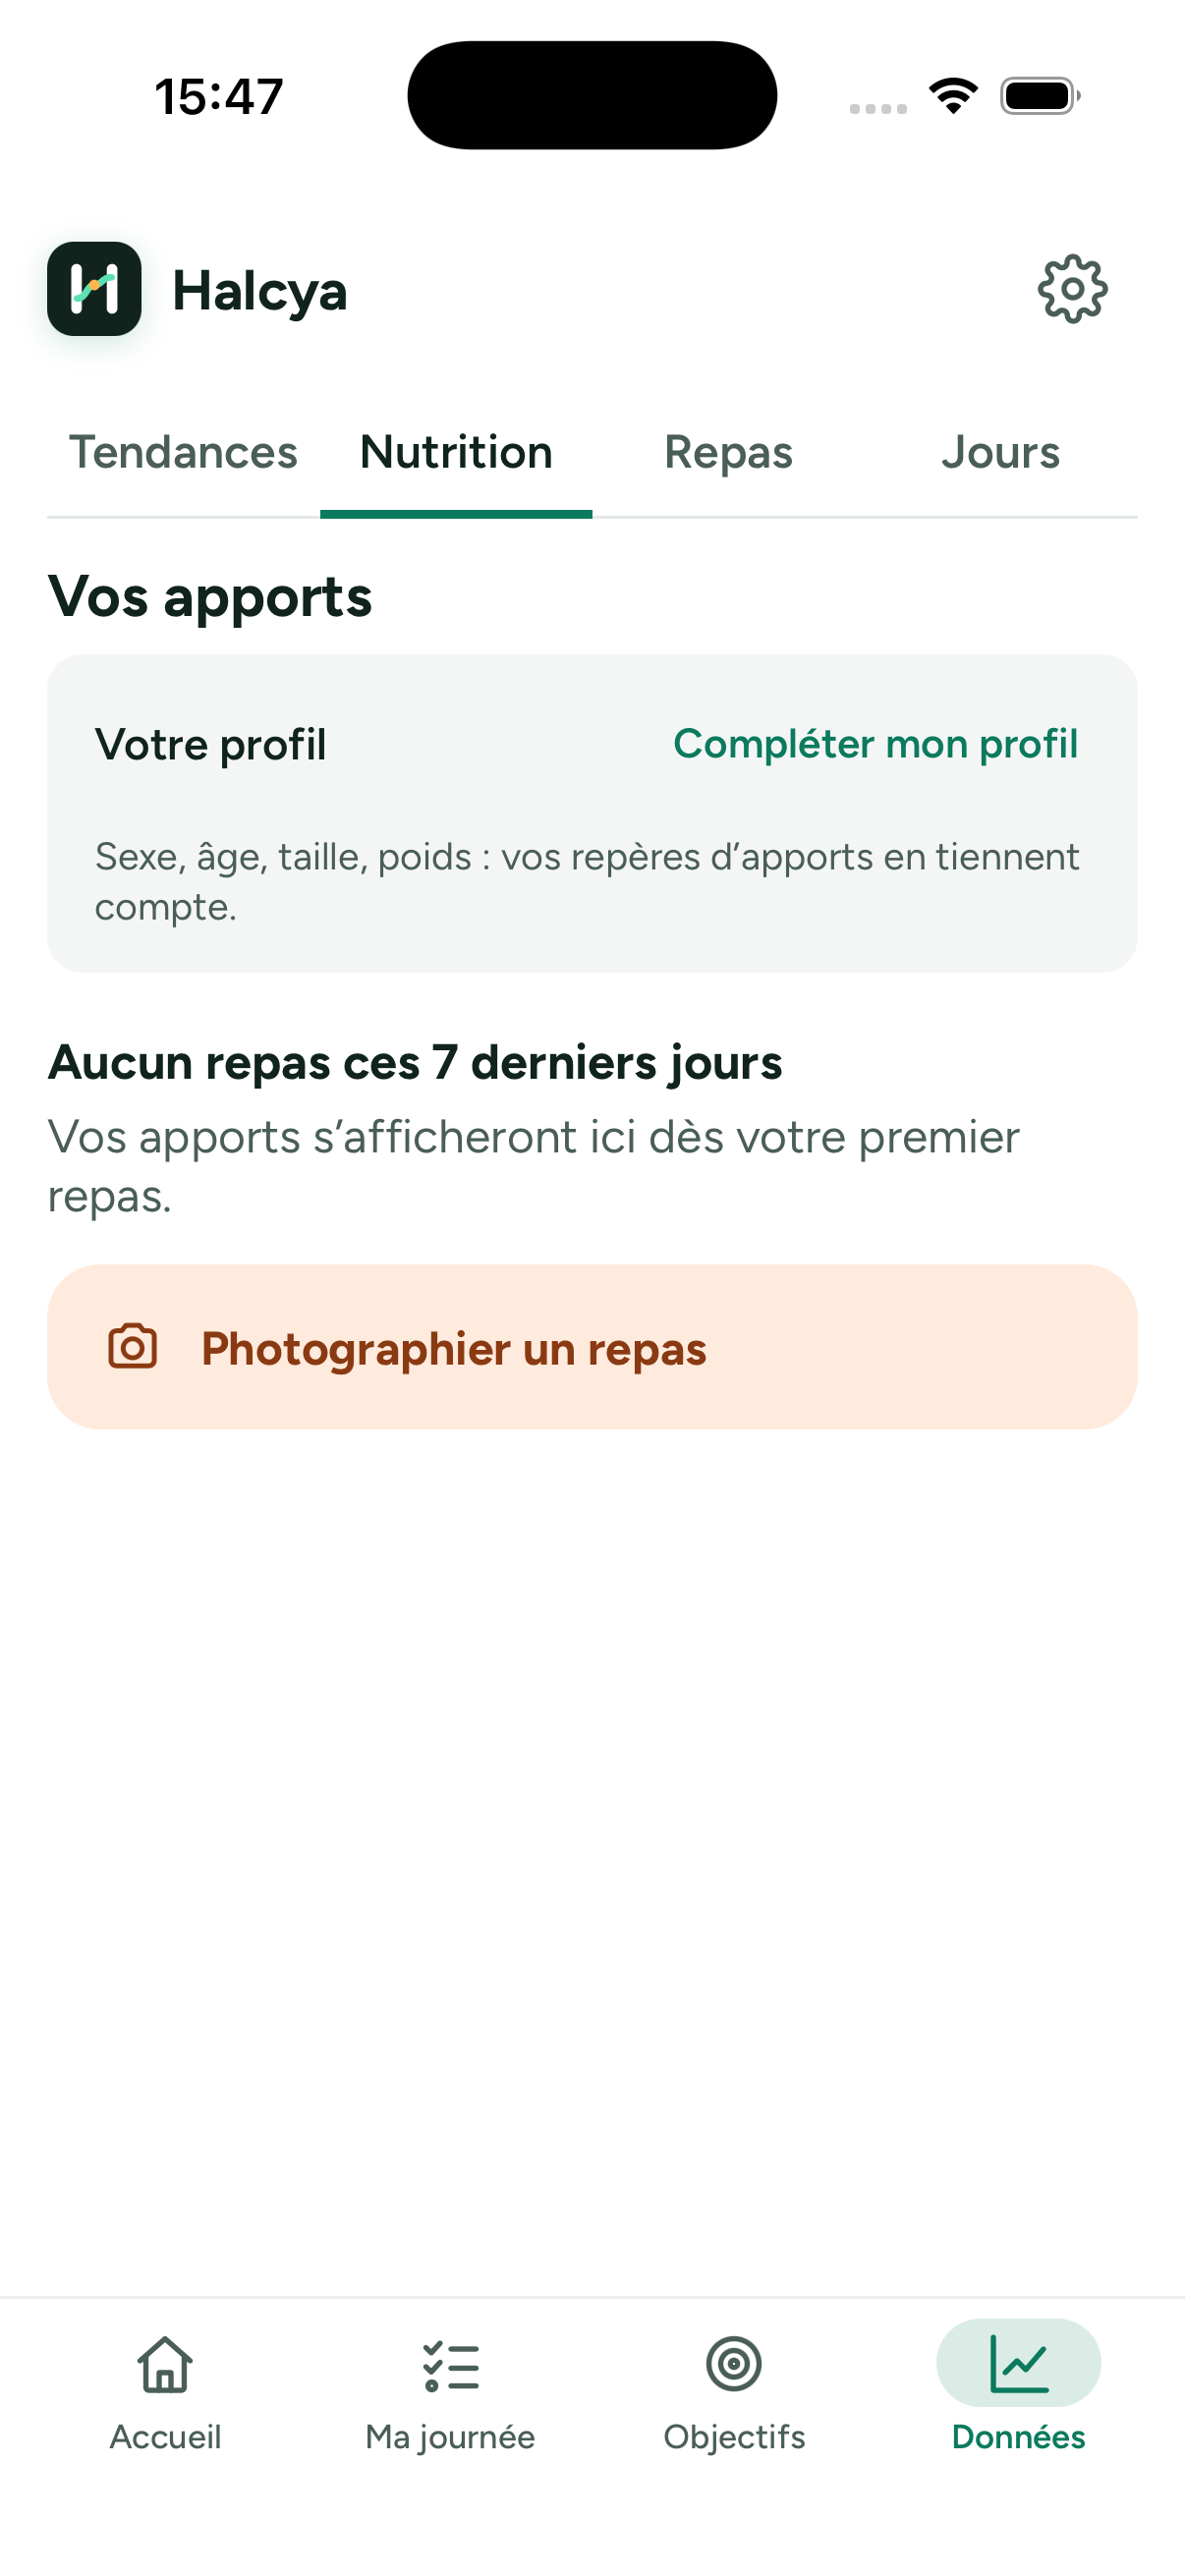 15:47
Halcya
Tendances Nutrition Repas Jours
Vos apports
Votre profil Compléter mon profil
Sexe, âge, taille, poids : vos repères d’apports en tiennent
compte.
Aucun repas ces 7 derniers jours
Vos apports s’afficheront ici dès votre premier
repas.
Photographier un repas
Accueil Ma journée Objectifs Données